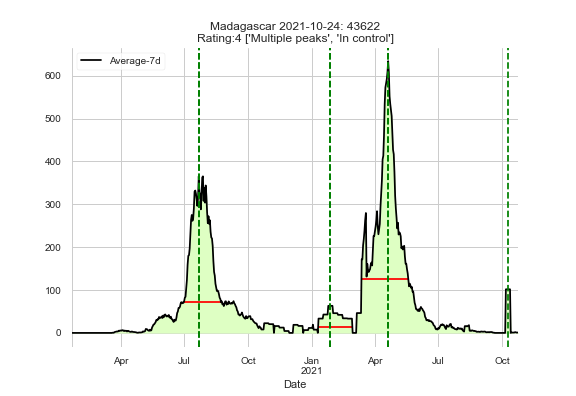 Madagascar 2021-10-24: 43622
Rating:4 ['Multiple peaks', 'In control']
Average-7d
600
500
400
300
200
100
0
Apr Jul Oct Jan Apr Jul Oct
2021
Date